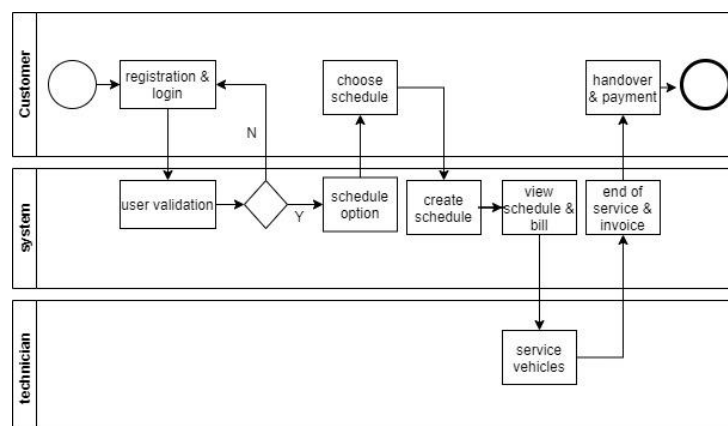 Customer
registration &
login
choose
schedule
handover
& payment
N
system
user validation
Y
schedule
option
create
schedule
view
schedule &
bill
end of
service &
invoice
technician
service
vehicles